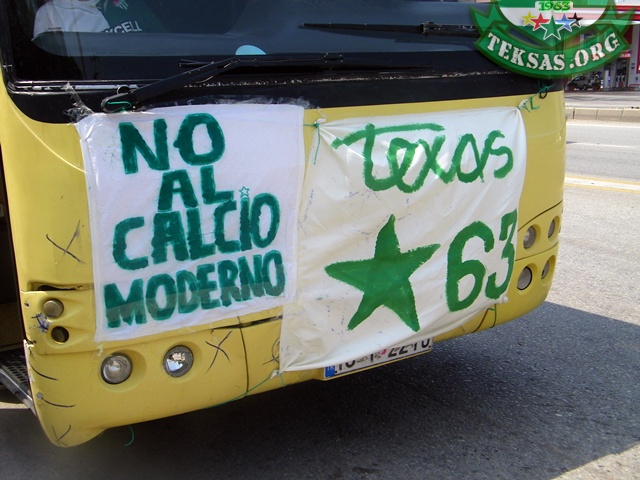 1963
TEKSAS.ORG
NO
AL
CALCIO
MODERNO
Texas
63